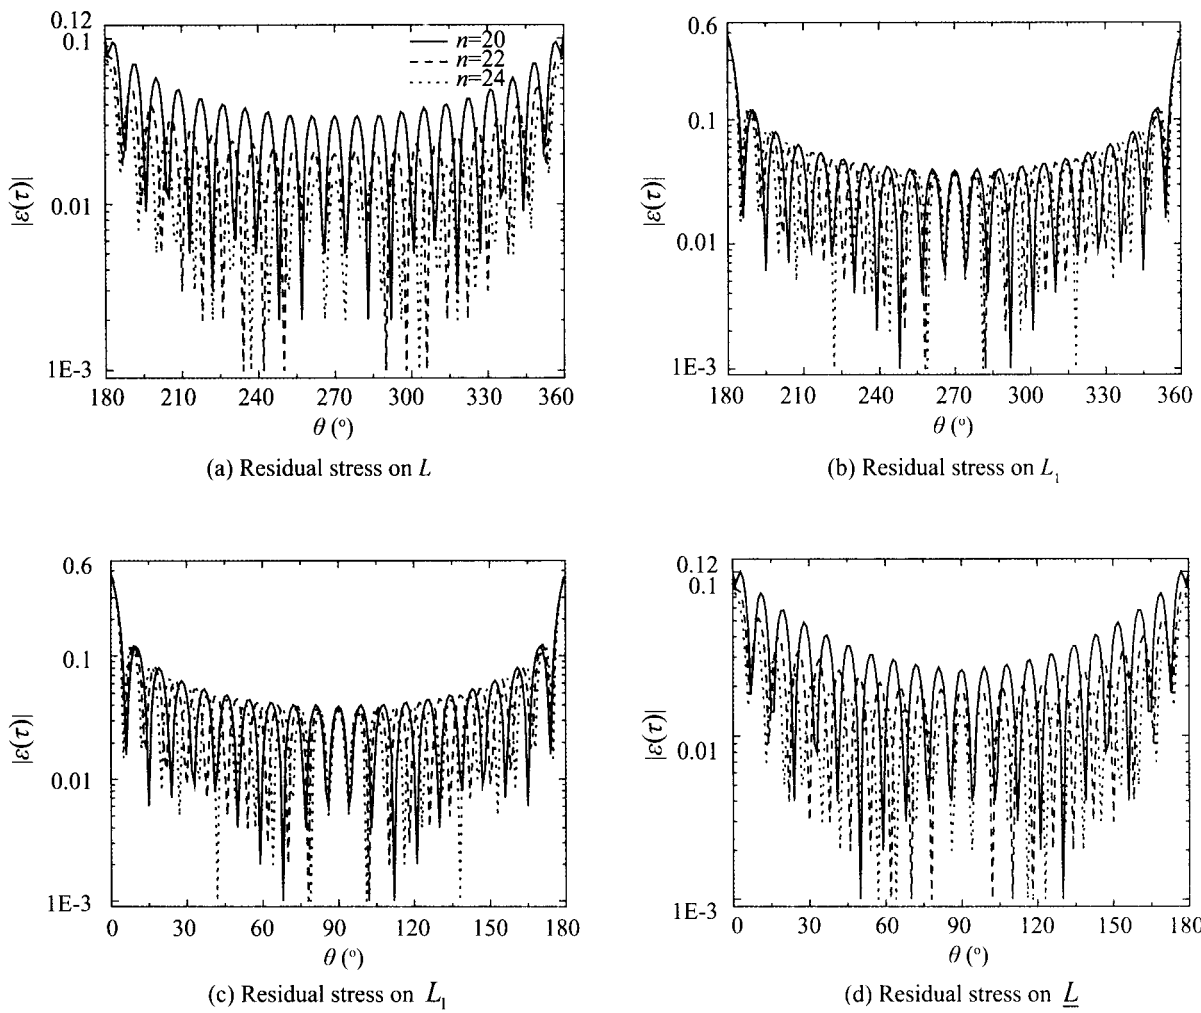 0.12
0.1
0.01
1E-3
|ε(τ)|
n=20
n=22
n=24
180 210 240 270 300 330 360
θ (°)
(a) Residual stress on L
0.6
0.1
0.01
1E-3
|ε(τ)|
180 210 240 270 300 330 360
θ (°)
(b) Residual stress on L₁
0.6
0.1
0.01
1E-3
|ε(τ)|
0 30 60 90 120 150 180
θ (°)
(c) Residual stress on L₁
0.12
0.1
0.01
1E-3
|ε(τ)|
0 30 60 90 120 150 180
θ (°)
(d) Residual stress on L